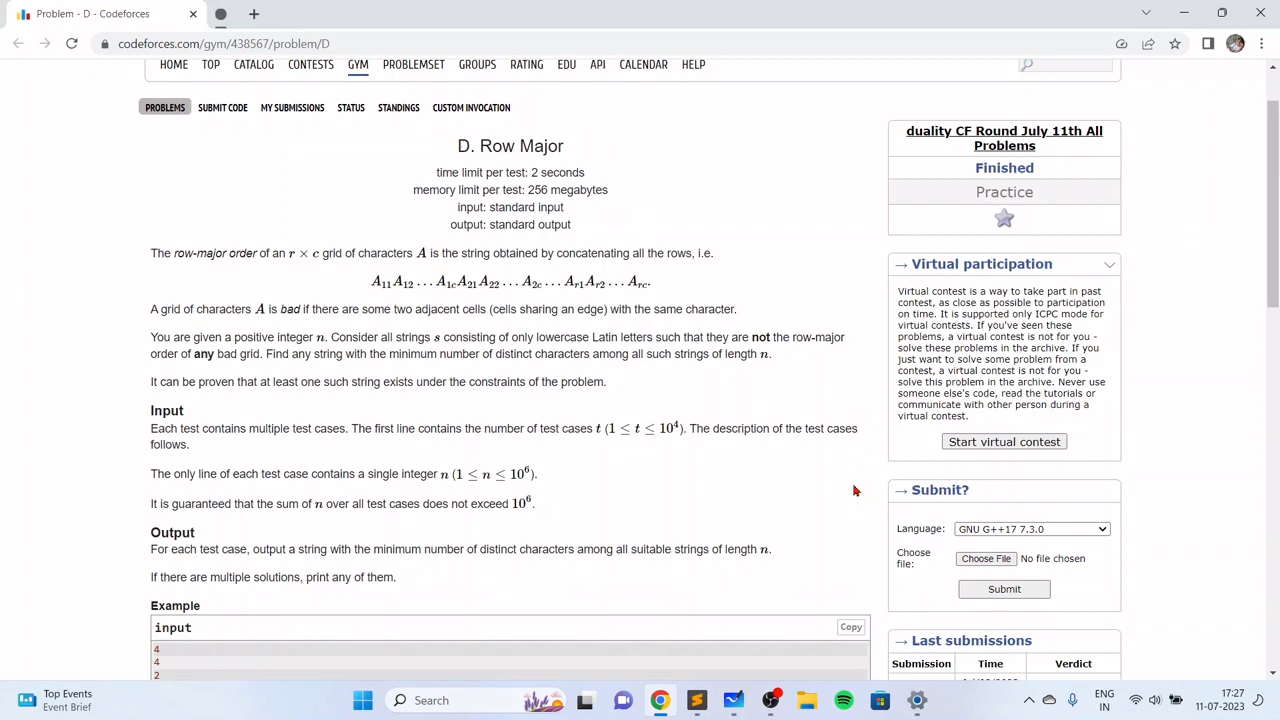 Problem - D - Codeforces
codeforces.com/gym/438567/problem/D
HOME TOP CATALOG CONTESTS GYM PROBLEMSET GROUPS RATING EDU API CALENDAR HELP
PROBLEMS SUBMIT CODE MY SUBMISSIONS STATUS STANDINGS CUSTOM INVOCATION
D. Row Major
time limit per test: 2 seconds
memory limit per test: 256 megabytes
input: standard input
output: standard output
The row-major order of an r × c grid of characters A is the string obtained by concatenating all the rows, i.e.
A11A12 … A1cA21A22 … A2c … Ar1Ar2 … Arc.
A grid of characters A is bad if there are some two adjacent cells (cells sharing an edge) with the same character.
You are given a positive integer n. Consider all strings s consisting of only lowercase Latin letters such that they are not the row-major
order of any bad grid. Find any string with the minimum number of distinct characters among all such strings of length n.
It can be proven that at least one such string exists under the constraints of the problem.
Input
Each test contains multiple test cases. The first line contains the number of test cases t (1 ≤ t ≤ 10^4). The description of the test cases
follows.
The only line of each test case contains a single integer n (1 ≤ n ≤ 10^6).
It is guaranteed that the sum of n over all test cases does not exceed 10^6.
Output
For each test case, output a string with the minimum number of distinct characters among all suitable strings of length n.
If there are multiple solutions, print any of them.
Example
input
Copy
4
4
2
duality CF Round July 11th All
Problems
Finished
Practice
→ Virtual participation
Virtual contest is a way to take part in past
contest, as close as possible to participation
on time. It is supported only ICPC mode for
virtual contests. If you've seen these
problems, a virtual contest is not for you -
solve these problems in the archive. If you
just want to solve some problem from a
contest, a virtual contest is not for you -
solve this problem in the archive. Never use
someone else's code, read the tutorials or
communicate with other person during a
virtual contest.
Start virtual contest
→ Submit?
Language: GNU G++17 7.3.0
Choose
file:
Choose File No file chosen
Submit
→ Last submissions
Submission Time Verdict
Top Events
Event Brief
Search
ENG
IN
17:27
11-07-2023